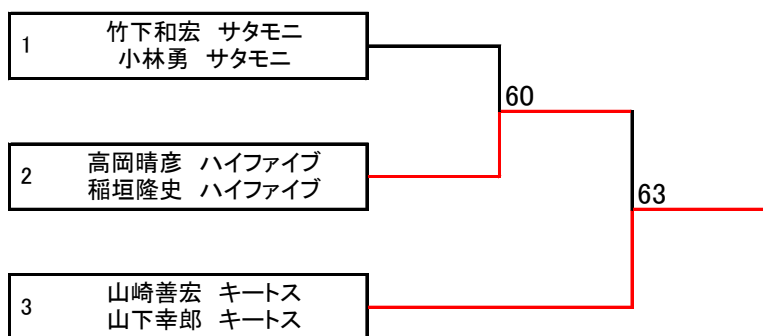 1
竹下和宏 サタモニ
小林勇 サタモニ
60
2
高岡晴彦 ハイファイブ
稲垣隆史 ハイファイブ
63
3
山崎善宏 キートス
山下幸郎 キートス